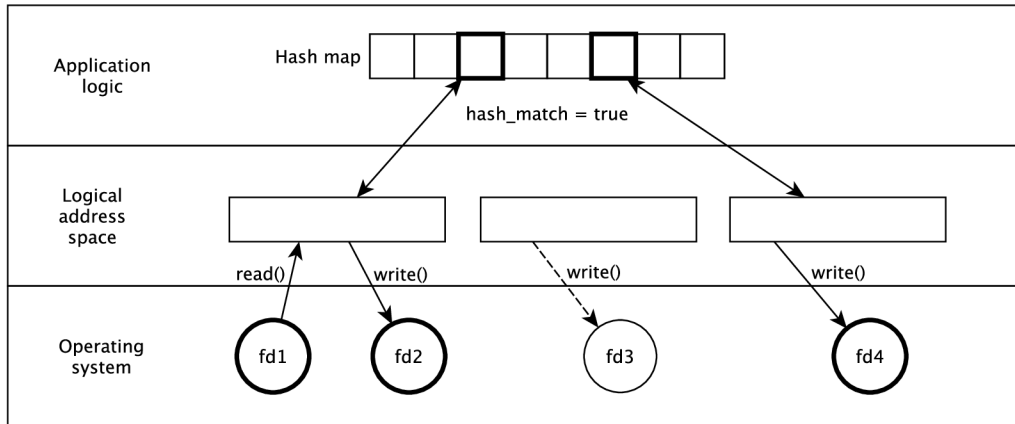 Application
logic
Hash map
hash_match = true
Logical
address
space
read()
write()
write()
write()
Operating
system
fd1
fd2
fd3
fd4